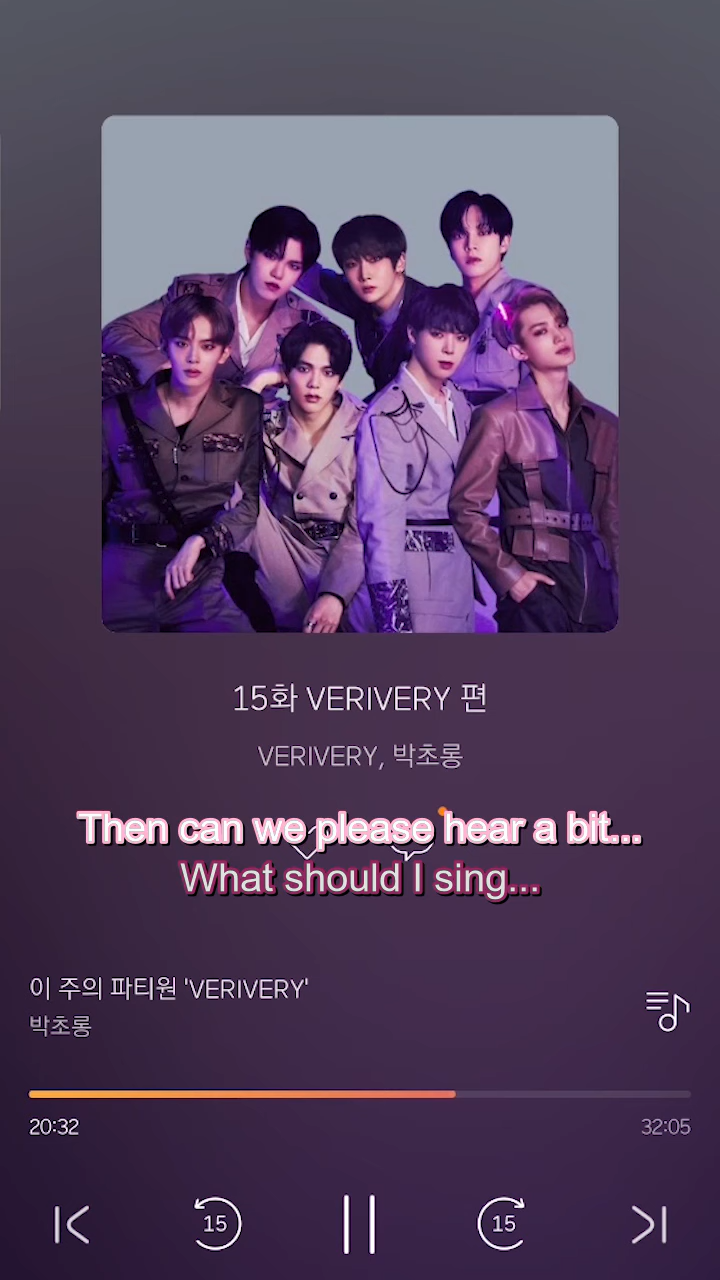 15화 VERIVERY 편
VERIVERY, 박초롱
Then can we please hear a bit...
What should I sing...
이 주의 파티원 'VERIVERY'
박초롱
20:32
32:05
15
15